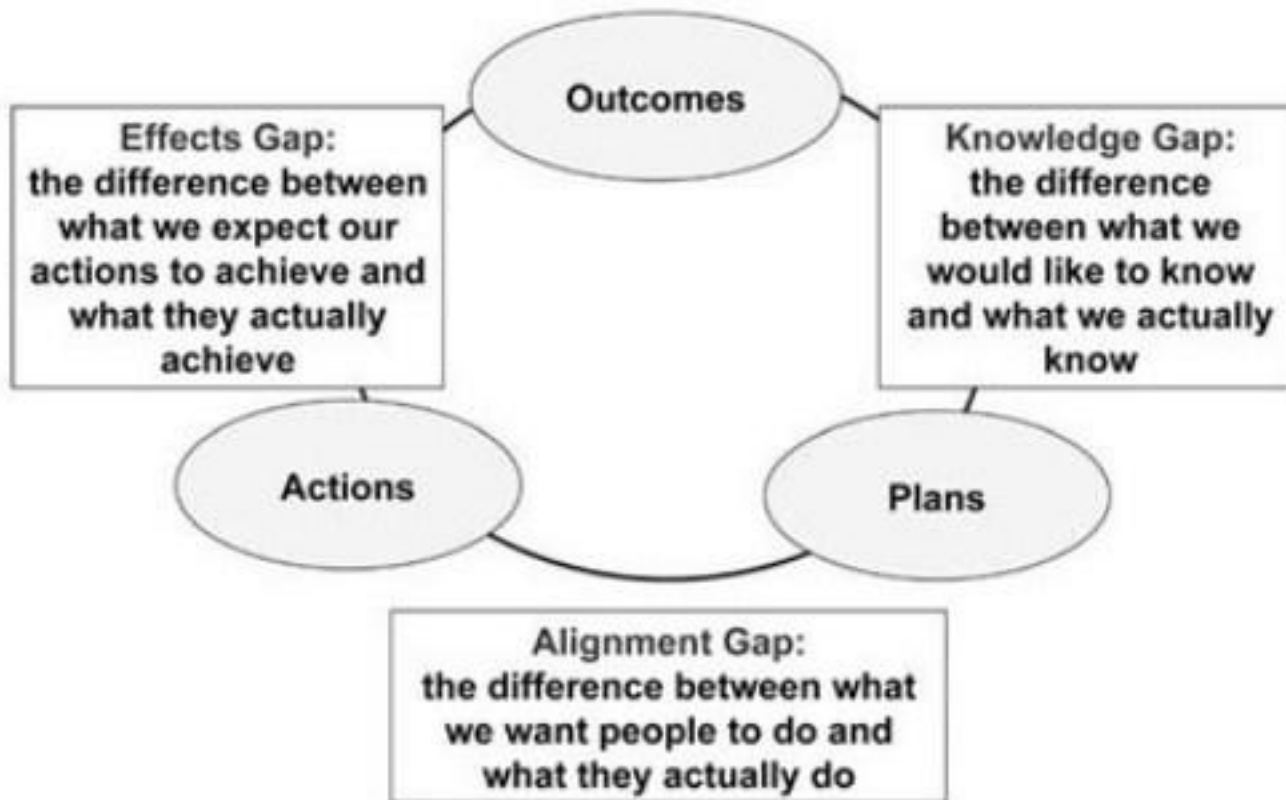 Outcomes
Effects Gap:
the difference between
what we expect our
actions to achieve and
what they actually
achieve
Knowledge Gap:
the difference
between what we
would like to know
and what we actually
know
Actions
Plans
Alignment Gap:
the difference between what
we want people to do and
what they actually do